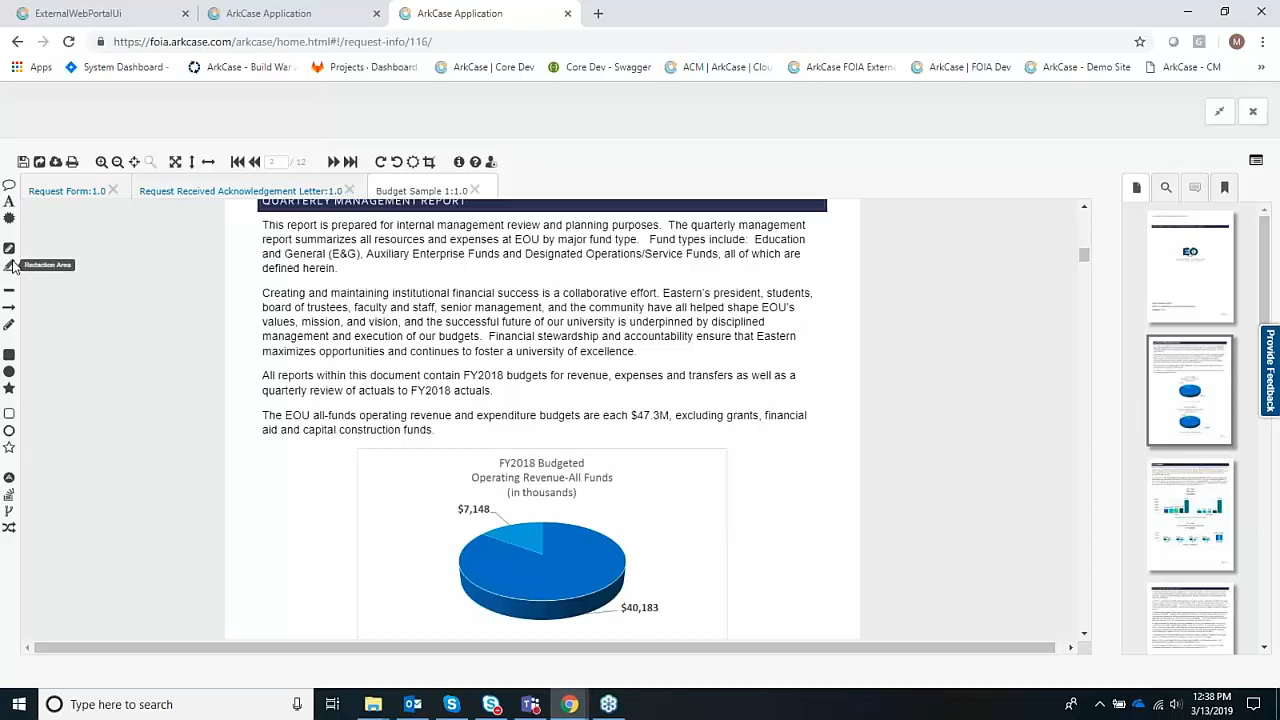 ExternalWebPortalUi
ArkCase Application
ArkCase Application
https://foia.arkcase.com/arkcase/home.html#!/request-info/116/
M
Apps
System Dashboard -
ArkCase - Build War
Projects · Dashboard
ArkCase | Core Dev
Core Dev - Swagger
ACM | ArkCase | Clou
ArkCase FOIA Extern
ArkCase | FOIA Dev
ArkCase - Demo Site
ArkCase - CM
2 / 12
Request Form:1.0
Request Received Acknowledgement Letter:1.0
Budget Sample 1:1.0
QUARTERLY MANAGEMENT REPORT
This report is prepared for internal management review and planning purposes. The quarterly management
report summarizes all resources and expenses at EOU by major fund type. Fund types include: Education
and General (E&G), Auxiliary Enterprise Funds and Designated Operations/Service Funds, all of which are
defined herein.
Redaction Area
Creating and maintaining institutional financial success is a collaborative effort. Eastern's president, students,
board of trustees, faculty and staff, senior management, and the community have all helped shape EOU's
values, mission, and vision, and the successful future of our university is underpinned by disciplined
management and execution of our budgets. Financial stewardship and accountability ensure that Eastern
maximizes opportunities and continues to foster a university of excellence.
All reports within this document contain FY2018 budgets for revenue, expenses and transfers as well as a
quarterly review of actuals to FY2018 actuals.
The EOU all-funds operating revenue and expenditure budgets are each $47.3M, excluding grants, financial
aid and capital construction funds.
FY2018 Budgeted
Operating Revenue-All Funds
(in thousands)
$7,148
$40,183
Provide Feedback
Type here to search
12:38 PM
3/13/2019